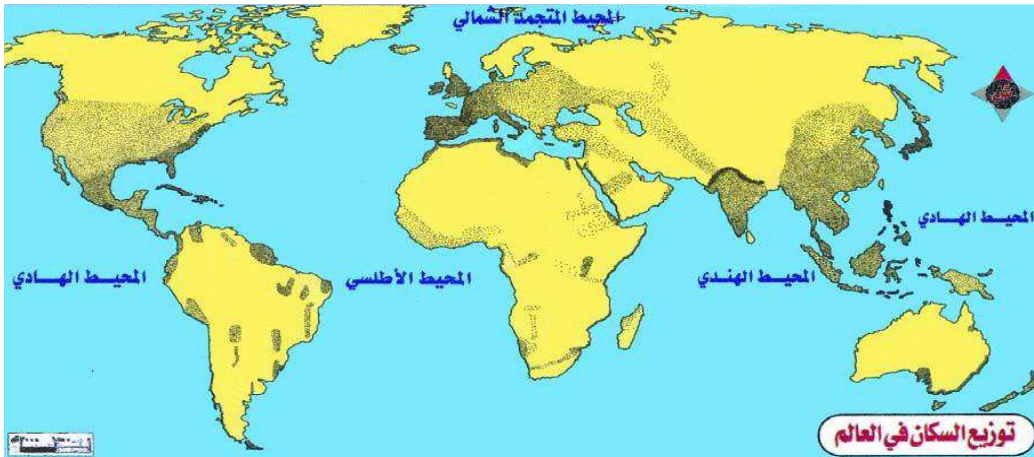 المحيط المتجمد الشمالي
المحيط الهادي
المحيط الهادي
المحيط الأطلسي
المحيط الهندي
توزيع السكان في العالم